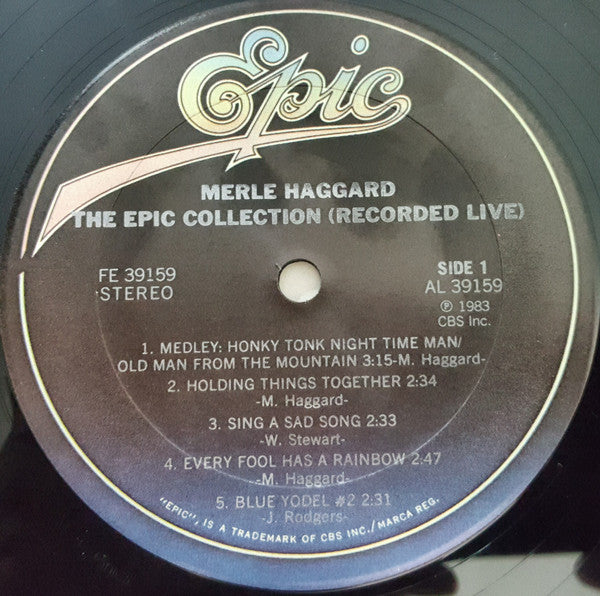 Epic
MERLE HAGGARD
THE EPIC COLLECTION (RECORDED LIVE)
FE 39159
STEREO
SIDE 1
AL 39159
℗ 1983
CBS Inc.
1. MEDLEY: HONKY TONK NIGHT TIME MAN/
OLD MAN FROM THE MOUNTAIN 3:15-M. Haggard-
2. HOLDING THINGS TOGETHER 2:34
-M. Haggard-
3. SING A SAD SONG 2:33
-W. Stewart-
4. EVERY FOOL HAS A RAINBOW 2:47
-M. Haggard-
5. BLUE YODEL #2 2:31
-J. Rodgers-
"EPIC", IS A TRADEMARK OF CBS INC./MARCA REG.